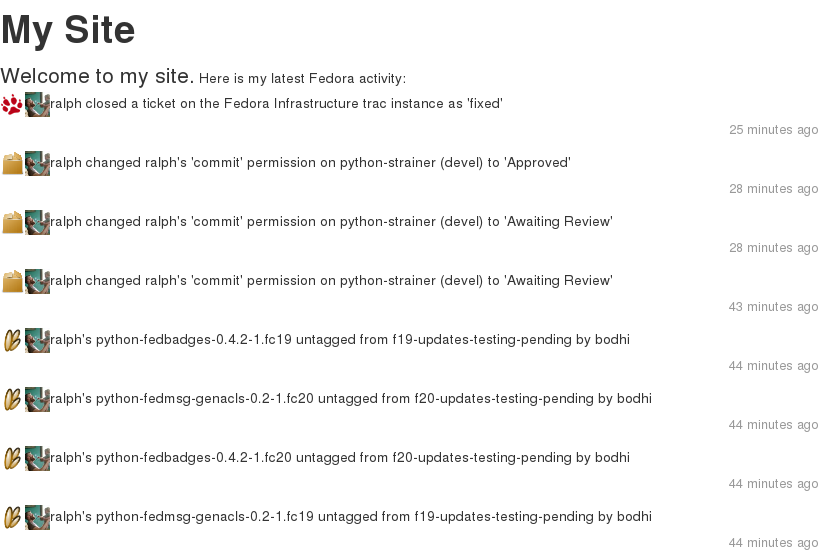 My Site
Welcome to my site. Here is my latest Fedora activity:
ralph closed a ticket on the Fedora Infrastructure trac instance as 'fixed'
25 minutes ago
ralph changed ralph's 'commit' permission on python-strainer (devel) to 'Approved'
28 minutes ago
ralph changed ralph's 'commit' permission on python-strainer (devel) to 'Awaiting Review'
28 minutes ago
ralph changed ralph's 'commit' permission on python-strainer (devel) to 'Awaiting Review'
43 minutes ago
ralph's python-fedbadges-0.4.2-1.fc19 untagged from f19-updates-testing-pending by bodhi
44 minutes ago
ralph's python-fedmsg-genacls-0.2-1.fc20 untagged from f20-updates-testing-pending by bodhi
44 minutes ago
ralph's python-fedbadges-0.4.2-1.fc20 untagged from f20-updates-testing-pending by bodhi
44 minutes ago
ralph's python-fedmsg-genacls-0.2-1.fc19 untagged from f19-updates-testing-pending by bodhi
44 minutes ago